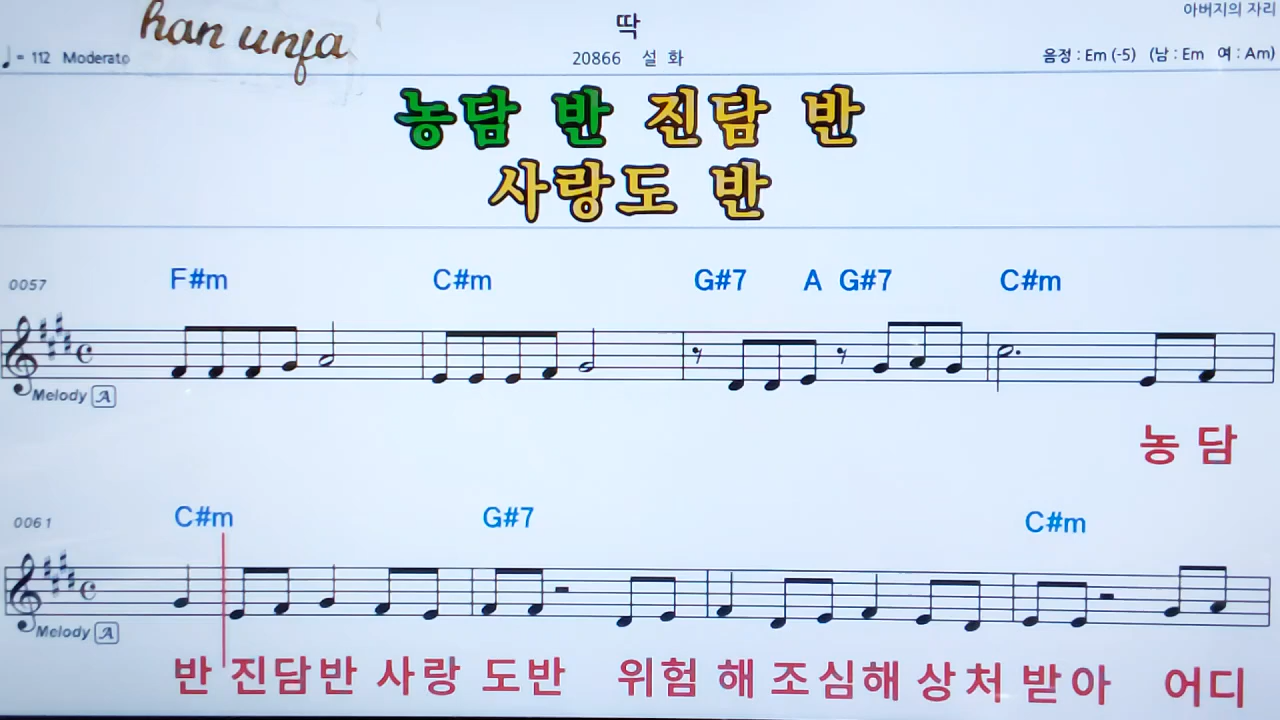 han unfa
딱
아버지의 자리
♩= 112 Moderato
20866 설 화
음정 : Em (-5) (남 : Em 여 : Am)
농담 반 진담 반
사랑도 반
0057
F#m C#m G#7 A G#7 C#m
Melody A
농 담
0061
C#m G#7 C#m
Melody A
반 진담반 사랑 도반 위험 해 조심해 상처 받아 어디